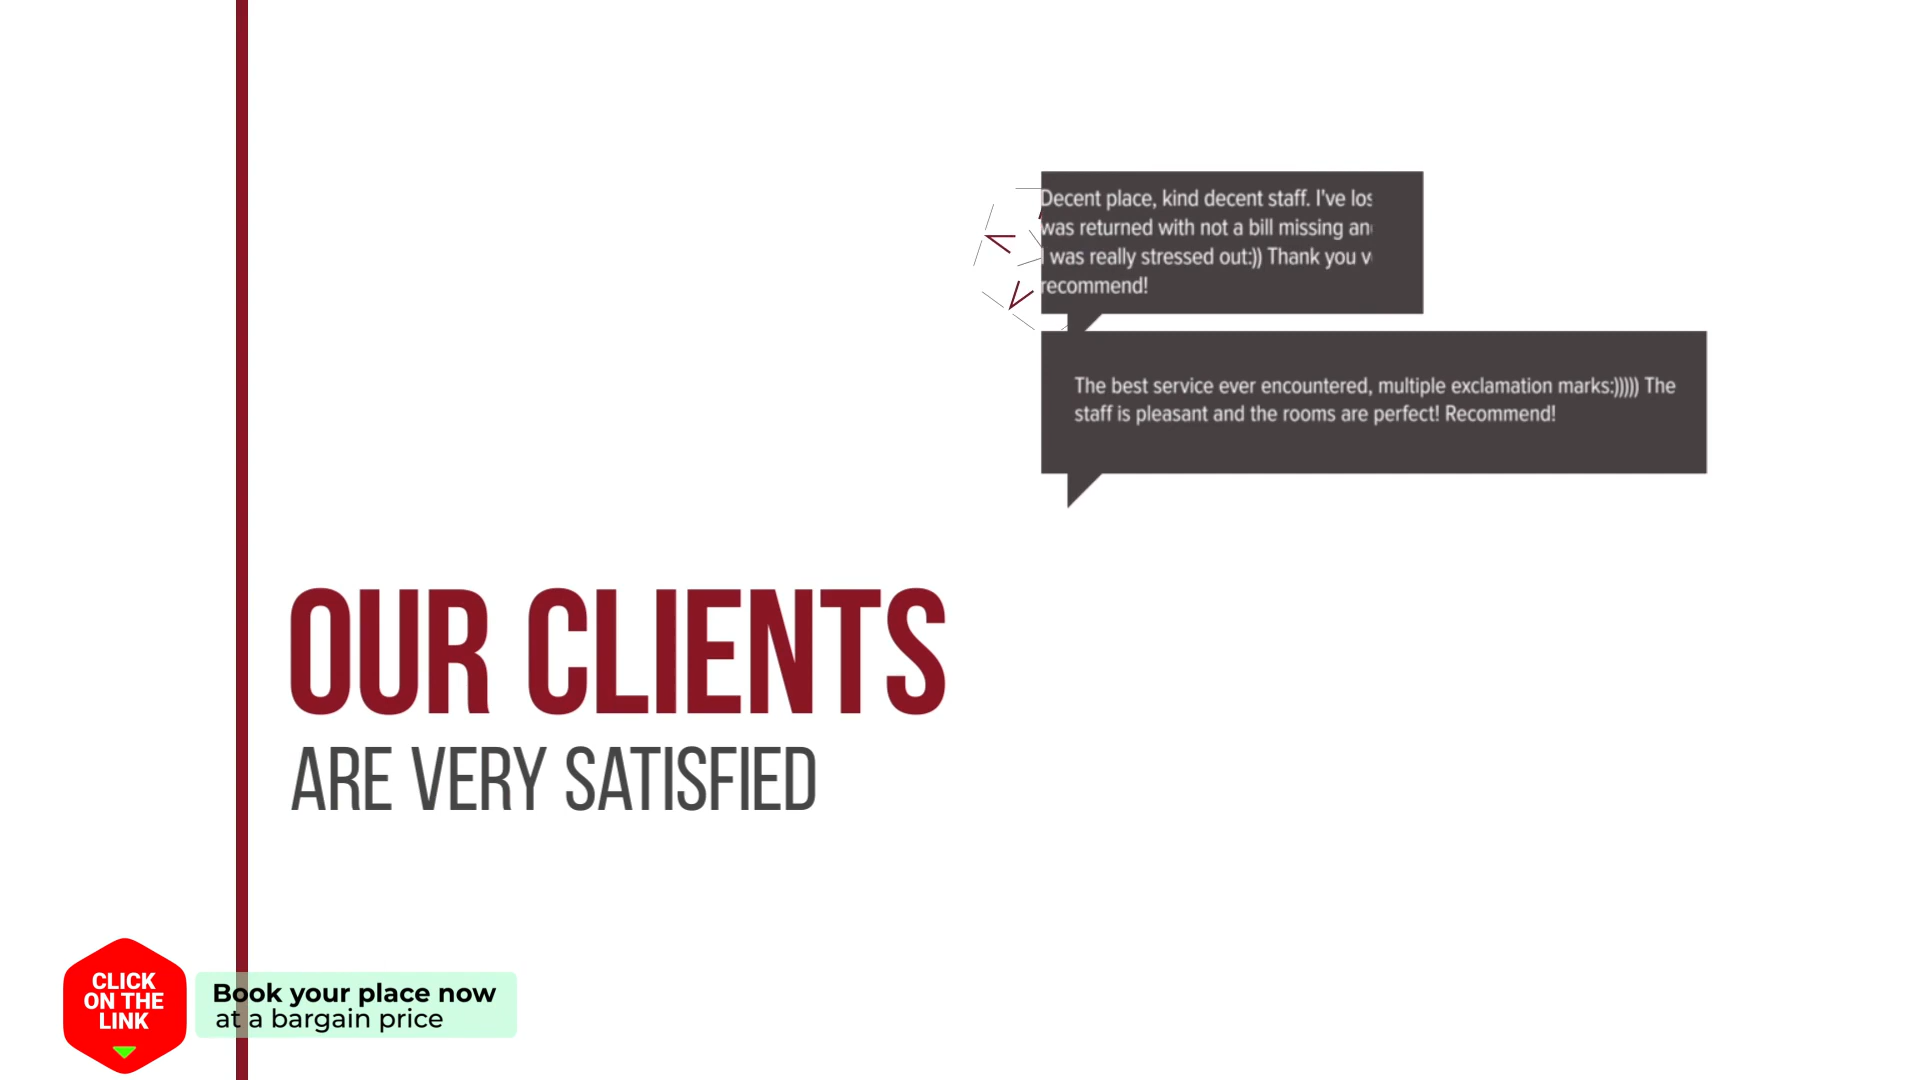 Decent place, kind decent staff. I've los
was returned with not a bill missing an
I was really stressed out:)) Thank you v
recommend!
The best service ever encountered, multiple exclamation marks:))))) The
staff is pleasant and the rooms are perfect! Recommend!
OUR CLIENTS
ARE VERY SATISFIED
CLICK
ON THE
LINK
Book your place now
at a bargain price